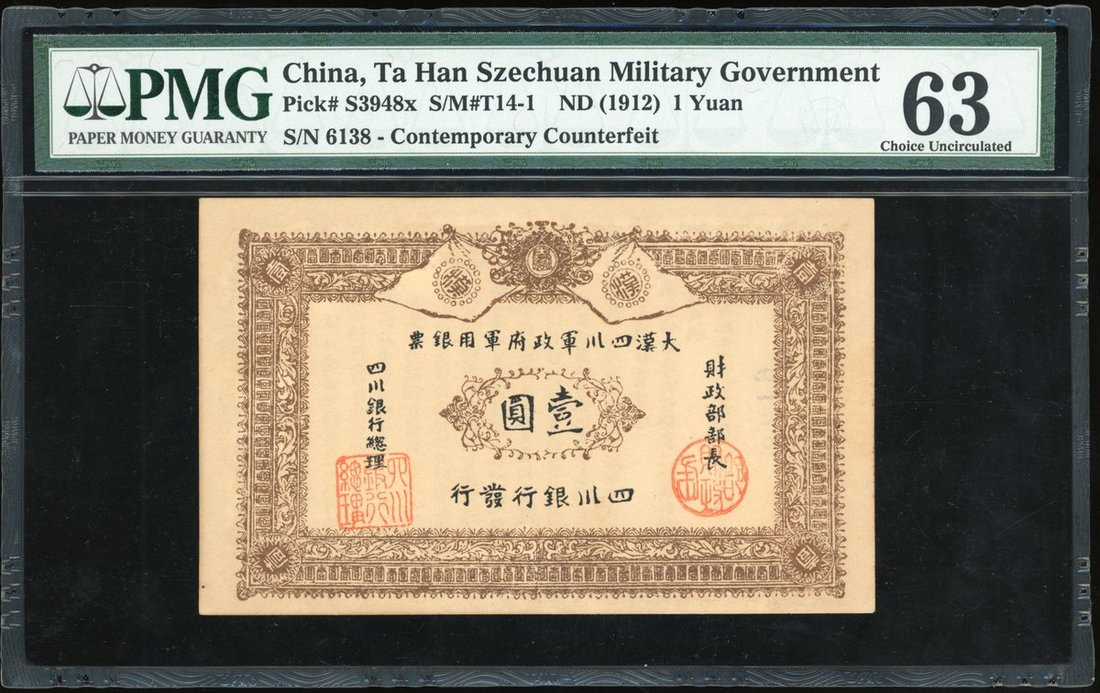 PMG
PAPER MONEY GUARANTY
China, Ta Han Szechuan Military Government
Pick# S3948x S/M#T14-1 ND (1912) 1 Yuan
S/N 6138 - Contemporary Counterfeit
63
Choice Uncirculated
大漢四川軍政府軍用銀票
財政部部長
壹圓
四川銀行總理
四川銀行發行